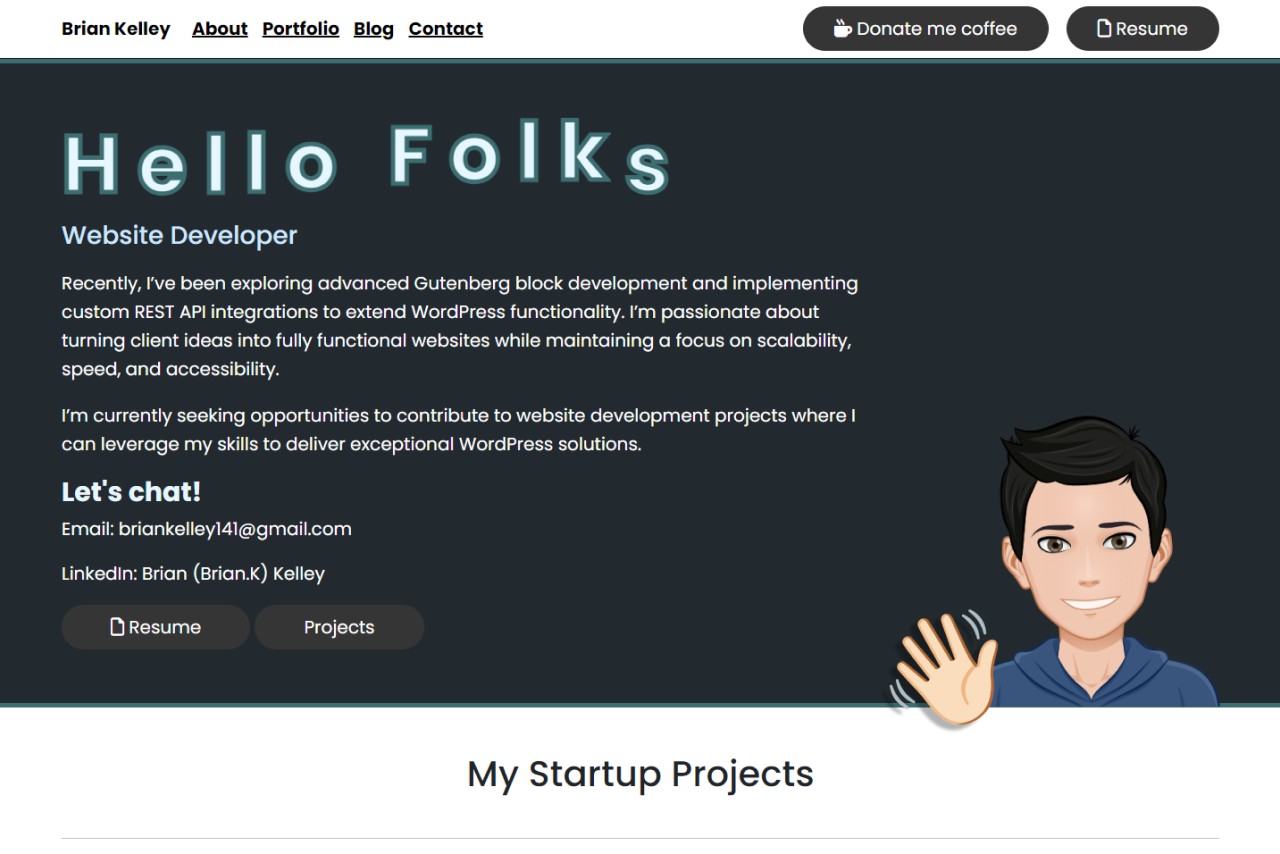 Brian Kelley About Portfolio Blog Contact Donate me coffee Resume
Hello Folks
Website Developer
Recently, I’ve been exploring advanced Gutenberg block development and implementing
custom REST API integrations to extend WordPress functionality. I’m passionate about
turning client ideas into fully functional websites while maintaining a focus on scalability,
speed, and accessibility.
I’m currently seeking opportunities to contribute to website development projects where I
can leverage my skills to deliver exceptional WordPress solutions.
Let's chat!
Email: briankelley141@gmail.com
LinkedIn: Brian (Brian.K) Kelley
Resume Projects
My Startup Projects